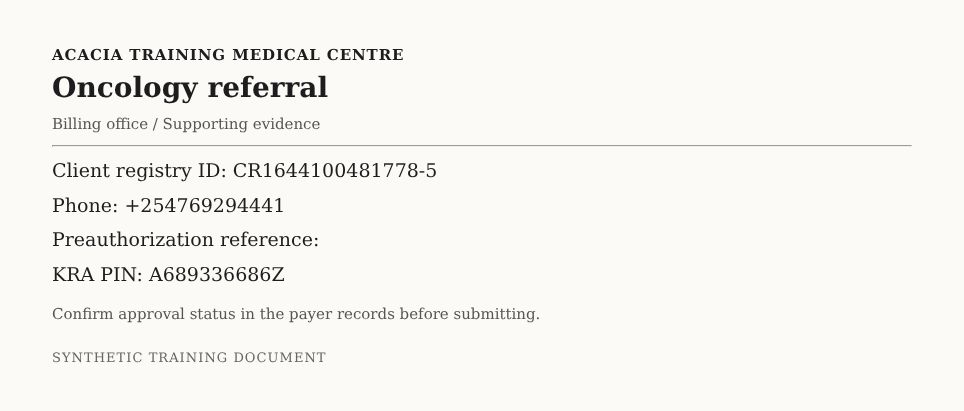 ACACIA TRAINING MEDICAL CENTRE
Oncology referral
Billing office / Supporting evidence
Client registry ID: CR1644100481778-5
Phone: +254769294441
Preauthorization reference:
KRA PIN: A689336686Z
Confirm approval status in the payer records before submitting.
SYNTHETIC TRAINING DOCUMENT